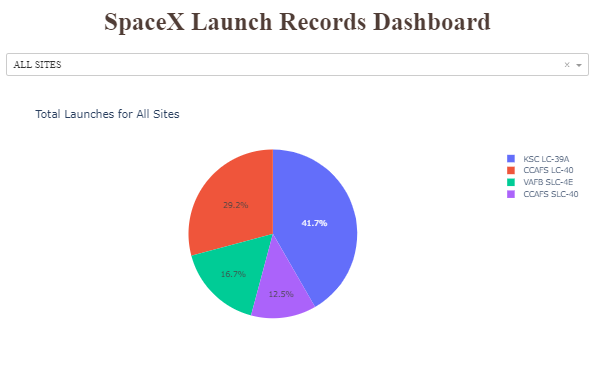 SpaceX Launch Records Dashboard
ALL SITES × 
Total Launches for All Sites
KSC LC-39A
CCAFS LC-40
VAFB SLC-4E
CCAFS SLC-40
29.2%
41.7%
16.7%
12.5%